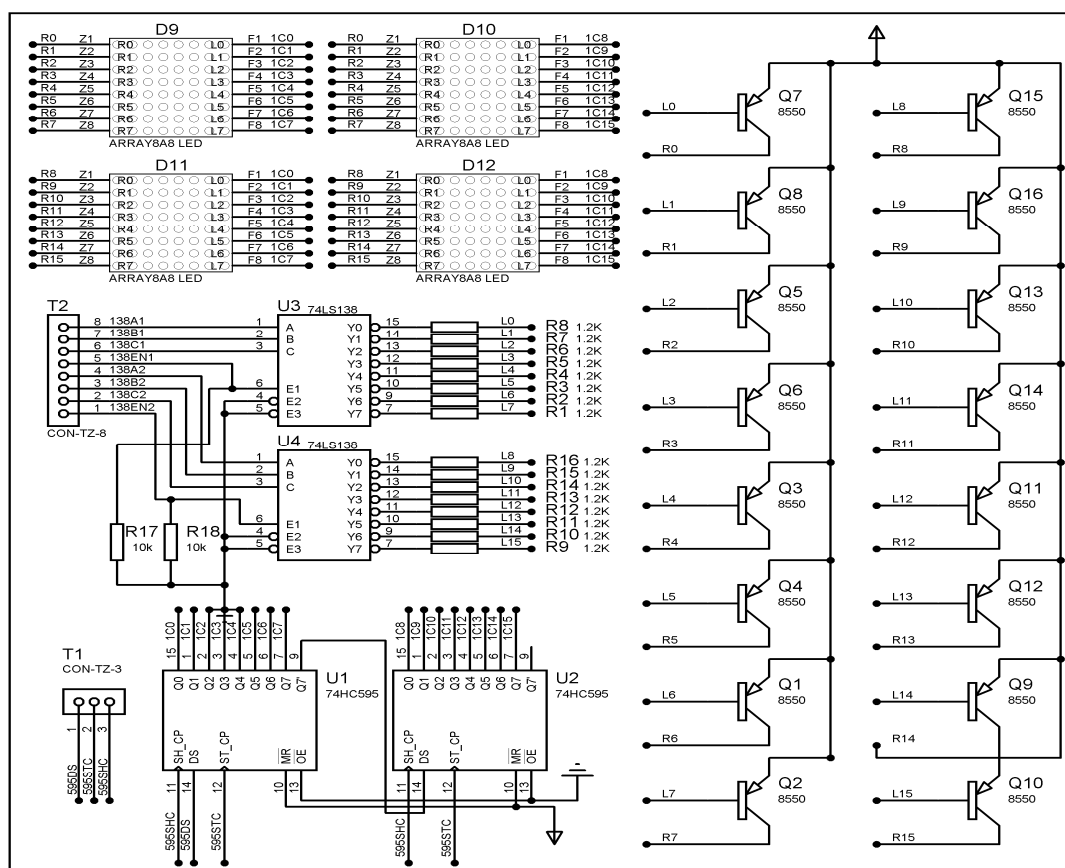 D9
R0 Z1 R0 L0 F1 1C0
R1 Z2 R1 L1 F2 1C1
R2 Z3 R2 L2 F3 1C2
R3 Z4 R3 L3 F4 1C3
R4 Z5 R4 L4 F5 1C4
R5 Z6 R5 L5 F6 1C5
R6 Z7 R6 L6 F7 1C6
R7 Z8 R7 L7 F8 1C7
ARRAY8A8 LED
D10
R0 Z1 R0 L0 F1 1C8
R1 Z2 R1 L1 F2 1C9
R2 Z3 R2 L2 F3 1C10
R3 Z4 R3 L3 F4 1C11
R4 Z5 R4 L4 F5 1C12
R5 Z6 R5 L5 F6 1C13
R6 Z7 R6 L6 F7 1C14
R7 Z8 R7 L7 F8 1C15
ARRAY8A8 LED
D11
R8 Z1 R0 L0 F1 1C0
R9 Z2 R1 L1 F2 1C1
R10 Z3 R2 L2 F3 1C2
R11 Z4 R3 L3 F4 1C3
R12 Z5 R4 L4 F5 1C4
R13 Z6 R5 L5 F6 1C5
R14 Z7 R6 L6 F7 1C6
R15 Z8 R7 L7 F8 1C7
ARRAY8A8 LED
D12
R8 Z1 R0 L0 F1 1C8
R9 Z2 R1 L1 F2 1C9
R10 Z3 R2 L2 F3 1C10
R11 Z4 R3 L3 F4 1C11
R12 Z5 R4 L4 F5 1C12
R13 Z6 R5 L5 F6 1C13
R14 Z7 R6 L6 F7 1C14
R15 Z8 R7 L7 F8 1C15
ARRAY8A8 LED
T2
8 138A1
7 138B1
6 138C1
5 138EN1
4 138A2
3 138B2
2 138C2
1 138EN2
CON-TZ-8
U3
74LS138
1 A Y0 15 L0 R8 1.2K
2 B Y1 14 L1 R7 1.2K
3 C Y2 13 L2 R6 1.2K
Y3 12 L3 R5 1.2K
Y4 11 L4 R4 1.2K
6 E1 Y5 10 L5 R3 1.2K
4 E2 Y6 9 L6 R2 1.2K
5 E3 Y7 7 L7 R1 1.2K
U4
74LS138
1 A Y0 15 L8 R16 1.2K
2 B Y1 14 L9 R15 1.2K
3 C Y2 13 L10 R14 1.2K
Y3 12 L11 R13 1.2K
Y4 11 L12 R12 1.2K
6 E1 Y5 10 L13 R11 1.2K
4 E2 Y6 9 L14 R10 1.2K
5 E3 Y7 7 L15 R9 1.2K
R17
10k
R18
10k
T1
CON-TZ-3
1 2 3
595DS 595STC 595SHC
1C0 1C1 1C2 1C3 1C4 1C5 1C6 1C7
15 1 2 3 4 5 6 7 9
Q0 Q1 Q2 Q3 Q4 Q5 Q6 Q7 Q7'
U1
74HC595
SH_CP DS ST_CP MR OE
11 14 12 10 13
595SHC 595DS 595STC
1C8 1C9 1C10 1C11 1C12 1C13 1C14 1C15
15 1 2 3 4 5 6 7 9
Q0 Q1 Q2 Q3 Q4 Q5 Q6 Q7 Q7'
U2
74HC595
SH_CP DS ST_CP MR OE
11 14 12 10 13
595SHC 595STC
L0 Q7 8550 R0
L8 Q15 8550 R8
L1 Q8 8550 R1
L9 Q16 8550 R9
L2 Q5 8550 R2
L10 Q13 8550 R10
L3 Q6 8550 R3
L11 Q14 8550 R11
L4 Q3 8550 R4
L12 Q11 8550 R12
L5 Q4 8550 R5
L13 Q12 8550 R13
L6 Q1 8550 R6
L14 Q9 8550 R14
L7 Q2 8550 R7
L15 Q10 8550 R15